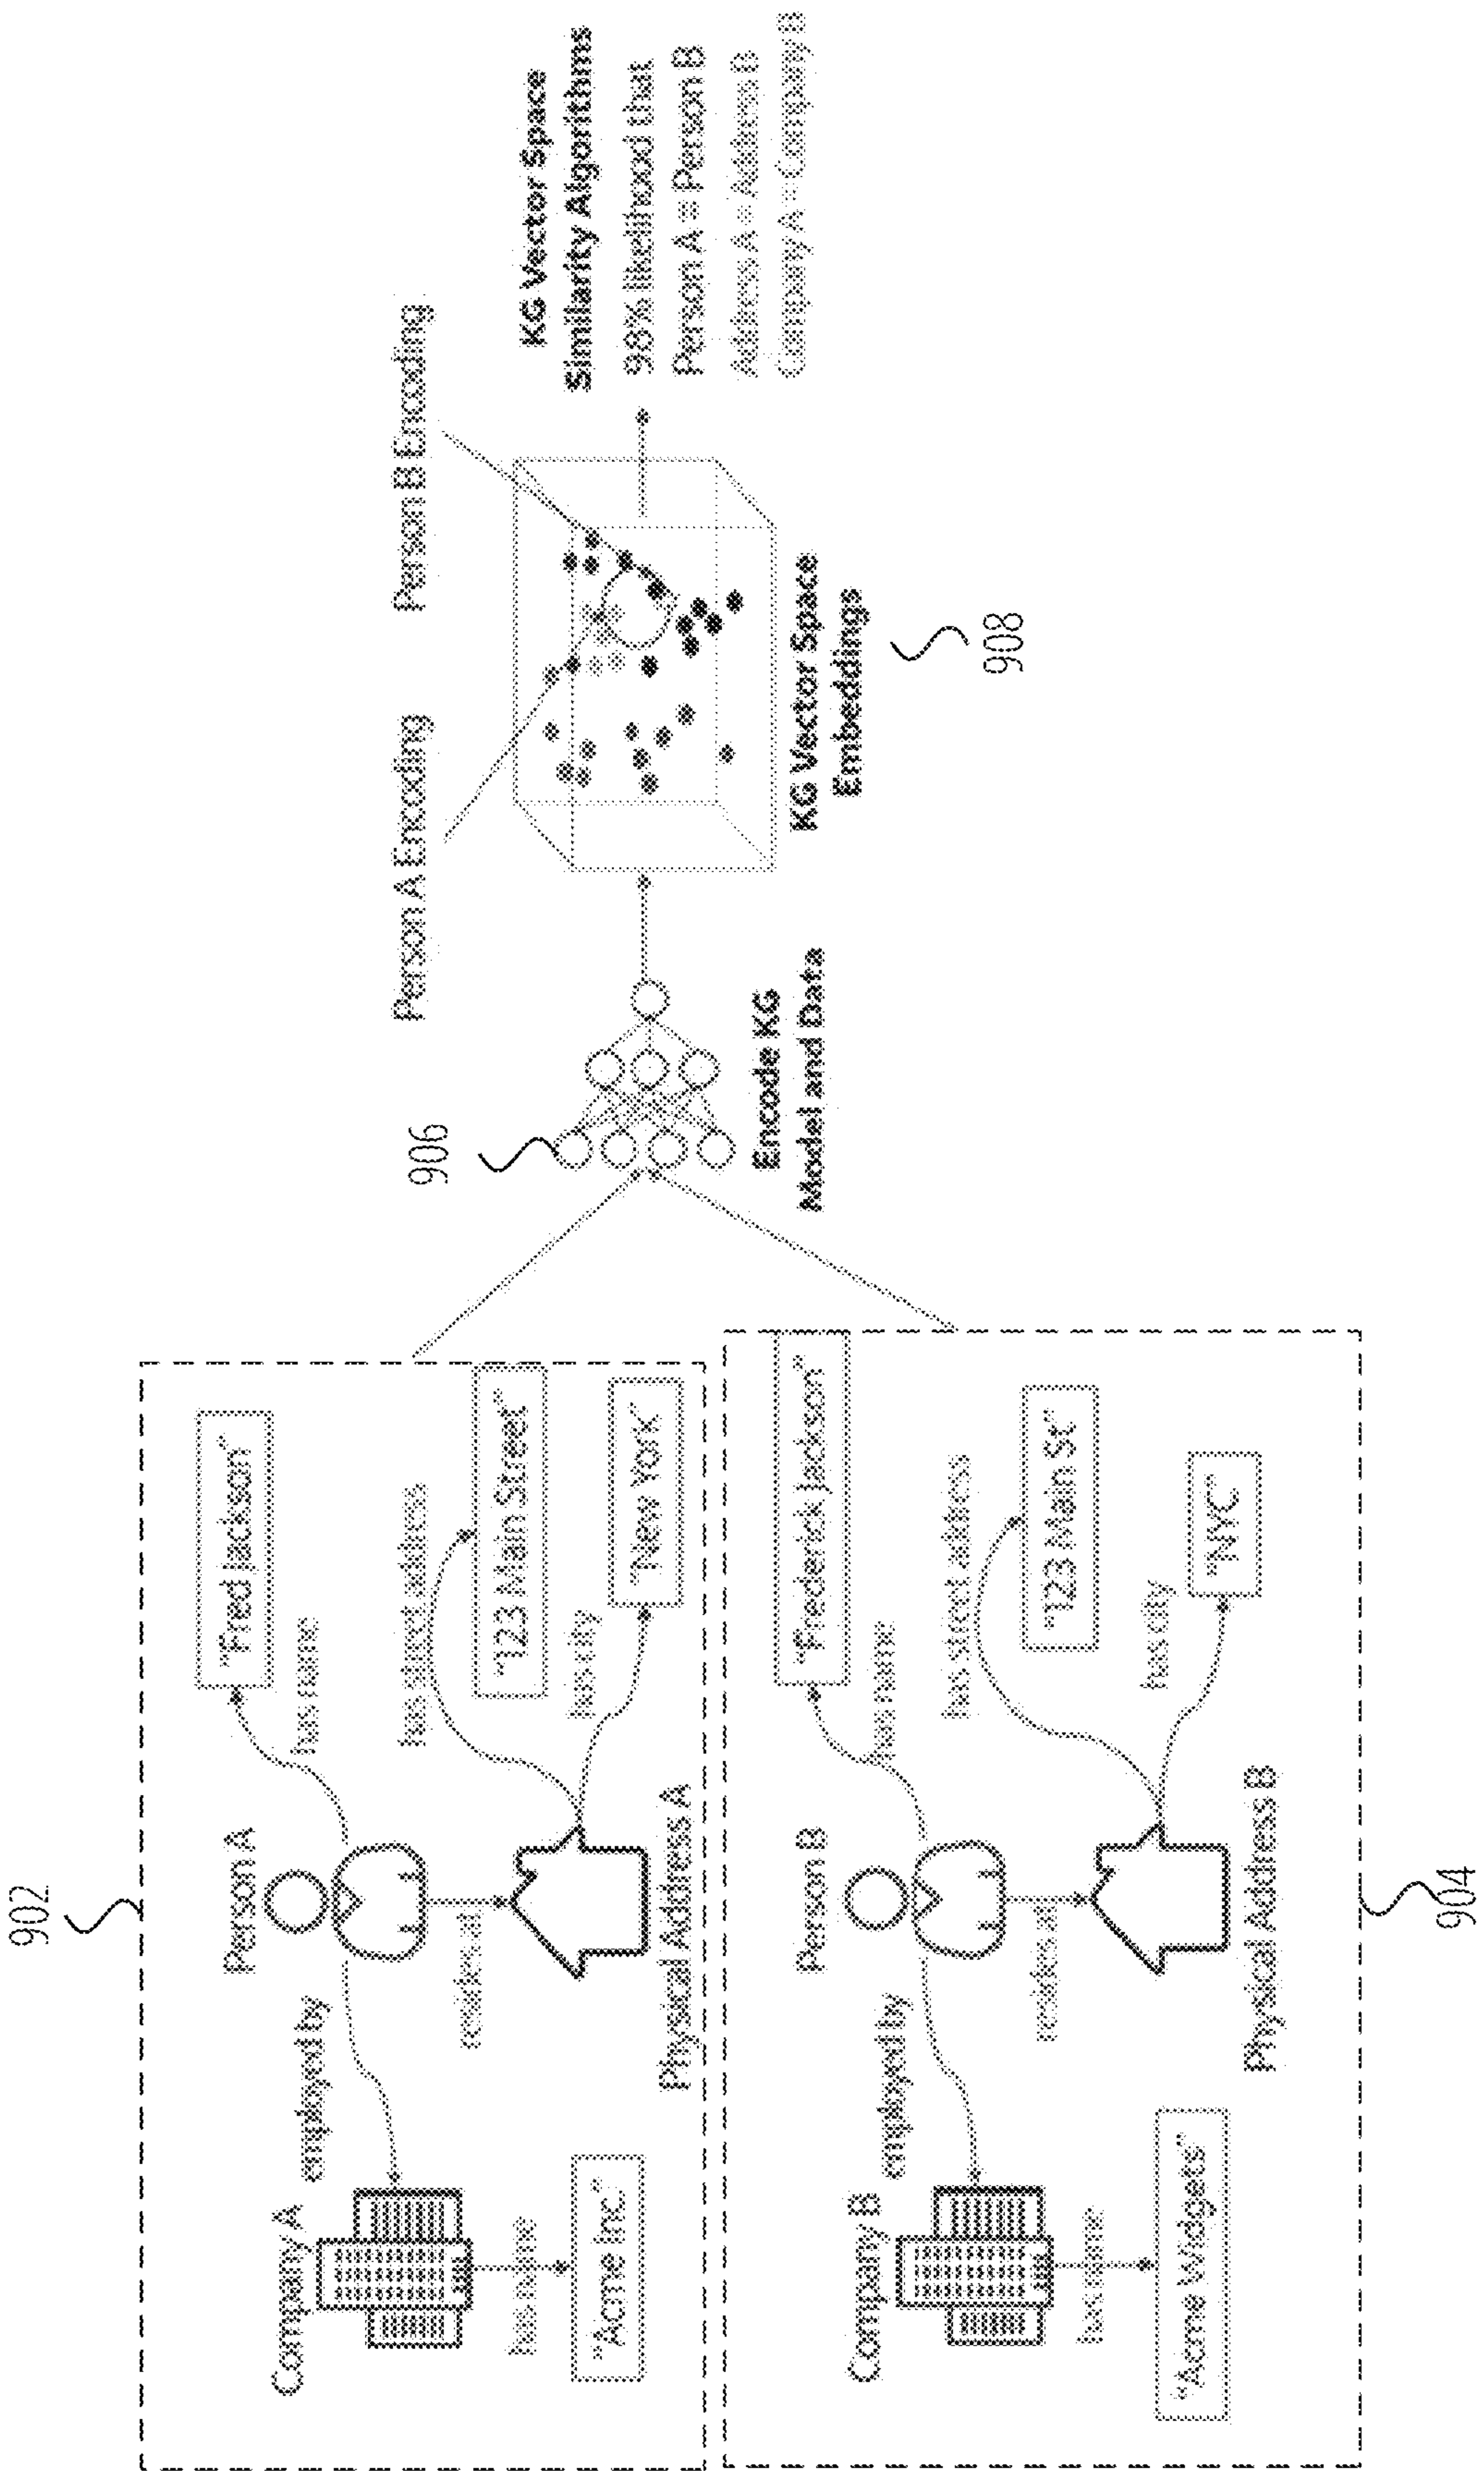 902
Company A
employed by
Person A
has name
"Fred Jackson"
has name
"Acme Inc."
resides at
Physical Address A
has street address
"123 Main Street"
has city
"New York"
Company B
employed by
Person B
has name
"Frederick Jackson"
has name
"Acme Widgets"
resides at
Physical Address B
has street address
"123 Main St"
has city
"NYC"
904
906
Encode KG
Model and Data
Person A Encoding
Person B Encoding
KG Vector Space
Embeddings
908
KG Vector Space
Similarity Algorithms
98% likelihood that
Person A = Person B
Address A = Address B
Company A = Company B